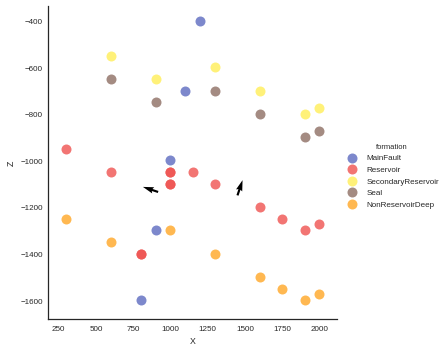 −400
−600
−800
−1000
−1200
−1400
−1600
Z
250
500
750
1000
1250
1500
1750
2000
X
formation
MainFault
Reservoir
SecondaryReservoir
Seal
NonReservoirDeep